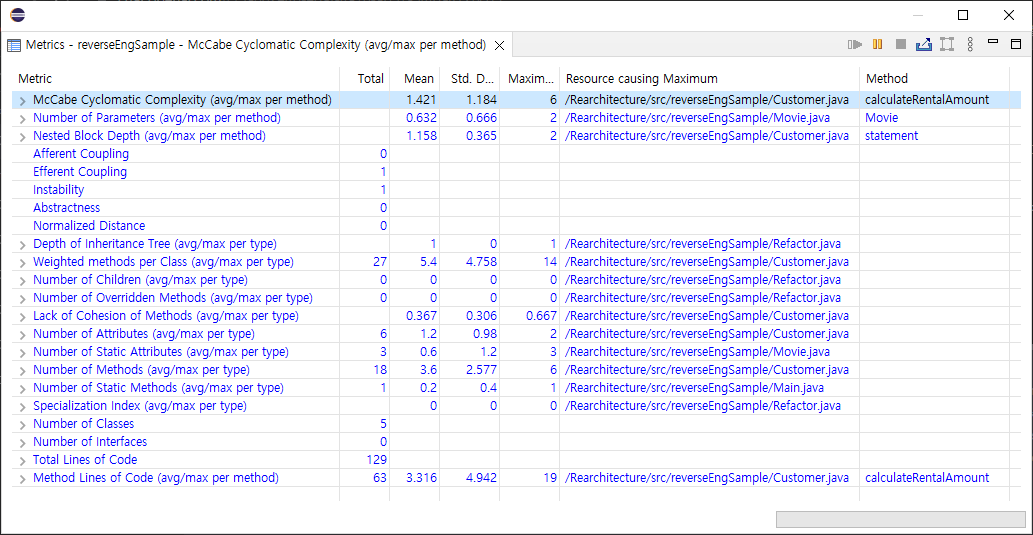 Metrics - reverseEngSample - McCabe Cyclomatic Complexity (avg/max per method)
Metric Total Mean Std. D... Maxim... Resource causing Maximum Method
McCabe Cyclomatic Complexity (avg/max per method) 1.421 1.184 6 /Rearchitecture/src/reverseEngSample/Customer.java calculateRentalAmount
Number of Parameters (avg/max per method) 0.632 0.666 2 /Rearchitecture/src/reverseEngSample/Movie.java Movie
Nested Block Depth (avg/max per method) 1.158 0.365 2 /Rearchitecture/src/reverseEngSample/Customer.java statement
Afferent Coupling 0
Efferent Coupling 1
Instability 1
Abstractness 0
Normalized Distance 0
Depth of Inheritance Tree (avg/max per type) 1 0 1 /Rearchitecture/src/reverseEngSample/Refactor.java
Weighted methods per Class (avg/max per type) 27 5.4 4.758 14 /Rearchitecture/src/reverseEngSample/Customer.java
Number of Children (avg/max per type) 0 0 0 0 /Rearchitecture/src/reverseEngSample/Refactor.java
Number of Overridden Methods (avg/max per type) 0 0 0 0 /Rearchitecture/src/reverseEngSample/Refactor.java
Lack of Cohesion of Methods (avg/max per type) 0.367 0.306 0.667 /Rearchitecture/src/reverseEngSample/Customer.java
Number of Attributes (avg/max per type) 6 1.2 0.98 2 /Rearchitecture/src/reverseEngSample/Customer.java
Number of Static Attributes (avg/max per type) 3 0.6 1.2 3 /Rearchitecture/src/reverseEngSample/Movie.java
Number of Methods (avg/max per type) 18 3.6 2.577 6 /Rearchitecture/src/reverseEngSample/Customer.java
Number of Static Methods (avg/max per type) 1 0.2 0.4 1 /Rearchitecture/src/reverseEngSample/Main.java
Specialization Index (avg/max per type) 0 0 0 /Rearchitecture/src/reverseEngSample/Refactor.java
Number of Classes 5
Number of Interfaces 0
Total Lines of Code 129
Method Lines of Code (avg/max per method) 63 3.316 4.942 19 /Rearchitecture/src/reverseEngSample/Customer.java calculateRentalAmount